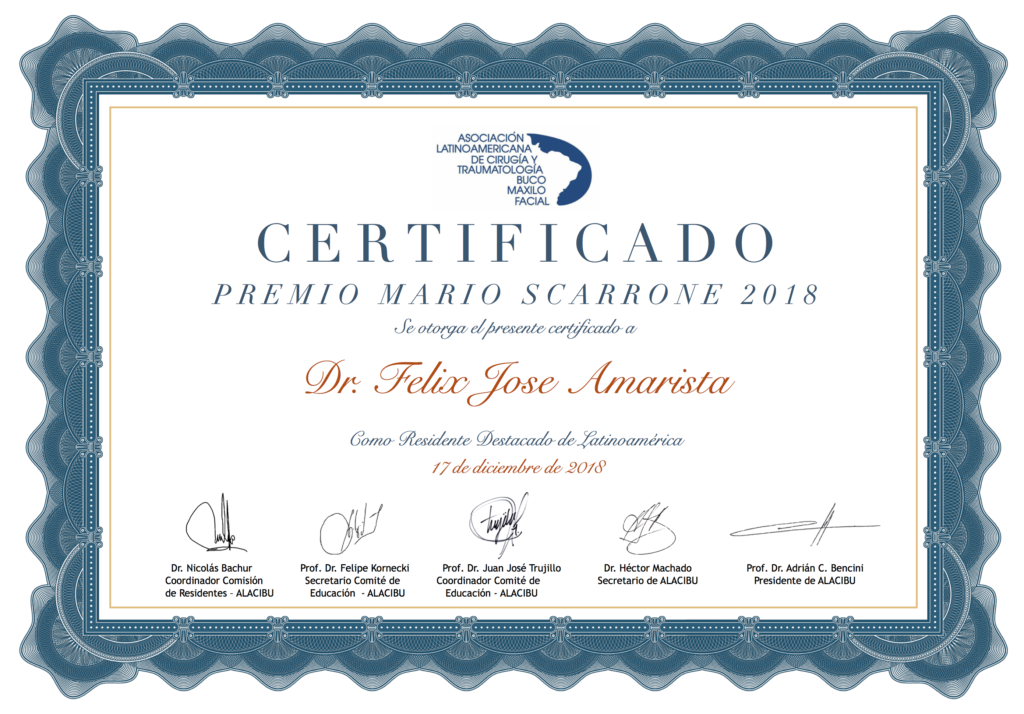 ASOCIACIÓN
LATINOAMERICANA
DE CIRUGÍA Y
TRAUMATOLOGÍA
BUCO
MAXILO
FACIAL
CERTIFICADO
PREMIO MARIO SCARRONE 2018
Se otorga el presente certificado a
Dr. Felix Jose Amarista
Como Residente Destacado de Latinoamérica
17 de diciembre de 2018
Dr. Nicolás Bachur
Coordinador Comisión
de Residentes - ALACIBU
Prof. Dr. Felipe Kornecki
Secretario Comité de
Educación - ALACIBU
Prof. Dr. Juan José Trujillo
Coordinador Comité de
Educación - ALACIBU
Dr. Héctor Machado
Secretario de ALACIBU
Prof. Dr. Adrián C. Bencini
Presidente de ALACIBU